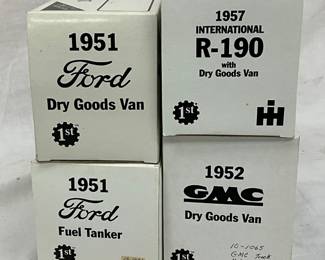 1951
Ford
Dry Goods Van
1st
1957
INTERNATIONAL
R-190
with
Dry Goods Van
1st
IH
1951
Ford
Fuel Tanker
1st
1952
GMC
Dry Goods Van
1st
10-1065
GMC Truck